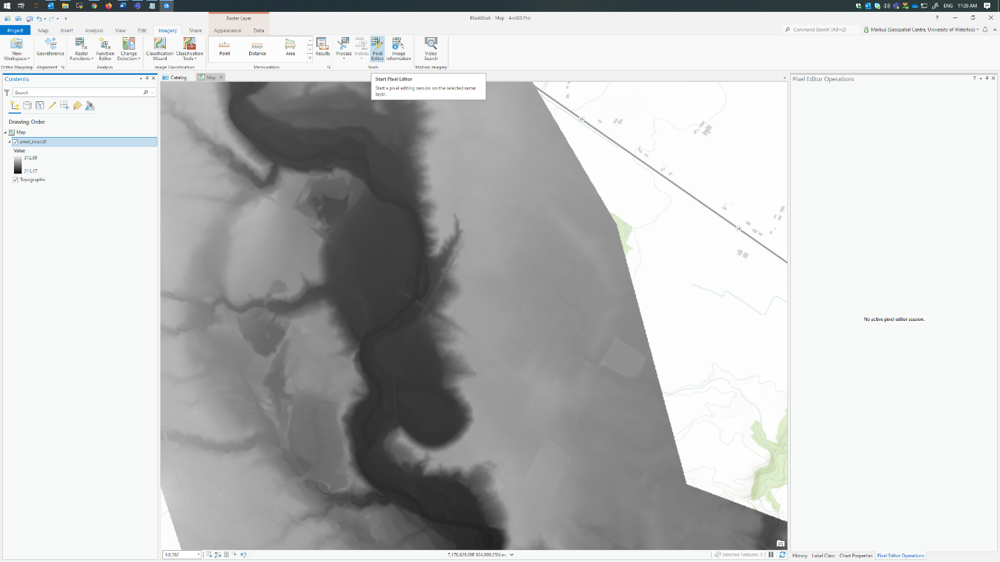 ENG 11:28 AM
Raster Layer
BlankStart - Map - ArcGIS Pro
Project Map Insert Analysis View Edit Imagery Share Appearance Data
Command Search (Alt+Q) Markus (Geospatial Centre, University of Waterloo)
New Workspace
Georeference
Raster Functions
Function Editor
Change Detection
Classification Wizard
Classification Tools
Point
Distance
Area
Results
Process
Indices
Pixel Editor
Image Information
Video Search
Ortho Mapping Alignment Analysis Image Classification Mensuration Tools Motion Imagery
Contents
Search
Drawing Order
Map
smol_river.tif
Value
312.89
211.17
Topographic
Catalog Map
Start Pixel Editor
Start a pixel editing session on the selected raster
layer.
Pixel Editor Operations
No active pixel editor session.
1:8,392
7,178,628.09E 924,899.25N m
Selected Features: 0
History Label Class Chart Properties Pixel Editor Operations